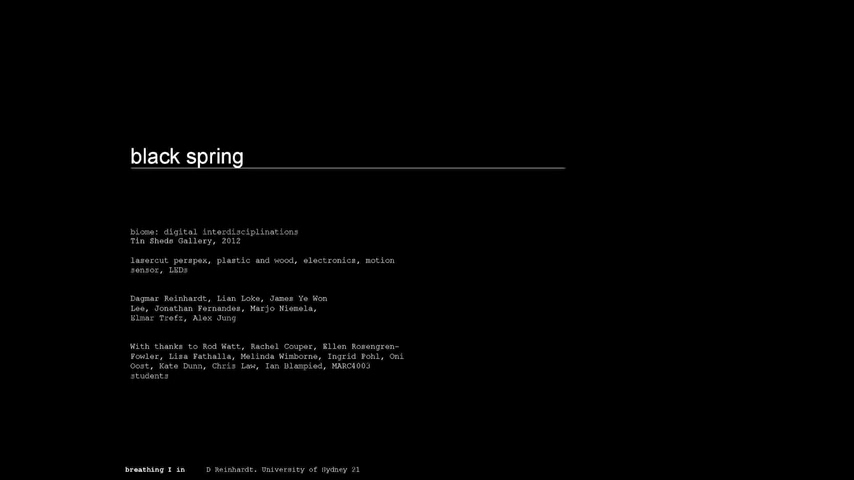 black spring
biome: digital interdisciplinations
Tin Sheds Gallery, 2012
lasercut perspex, plastic and wood, electronics, motion
sensor, LEDs
Dagmar Reinhardt, Lian Loke, James Ye Won
Lee, Jonathan Fernandes, Marjo Niemela,
Elmar Trefz, Alex Jung
With thanks to Rod Watt, Rachel Couper, Ellen Rosengren-
Fowler, Lisa Fathalla, Melinda Wimborne, Ingrid Pohl, Oni
Oost, Kate Dunn, Chris Law, Ian Blampied, MARC4003
students
breathing I in D Reinhardt. University of Sydney 21